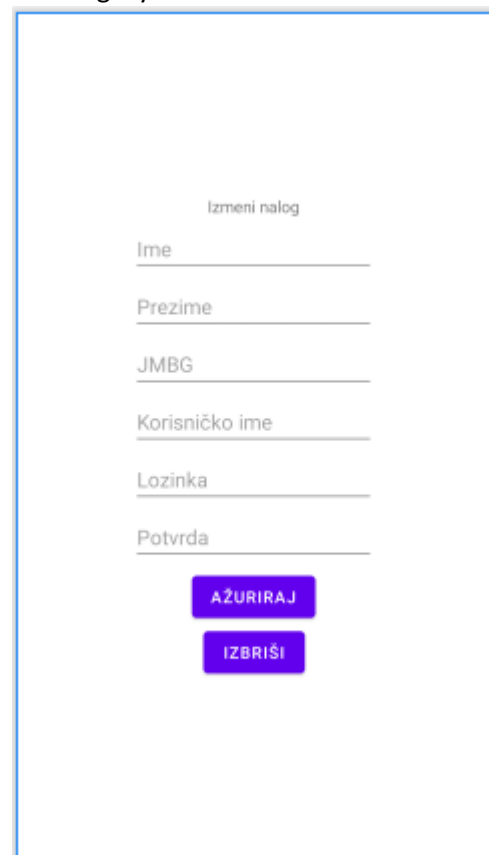 Izmeni nalog
Ime
Prezime
JMBG
Korisničko ime
Lozinka
Potvrda
AŽURIRAJ
IZBRIŠI